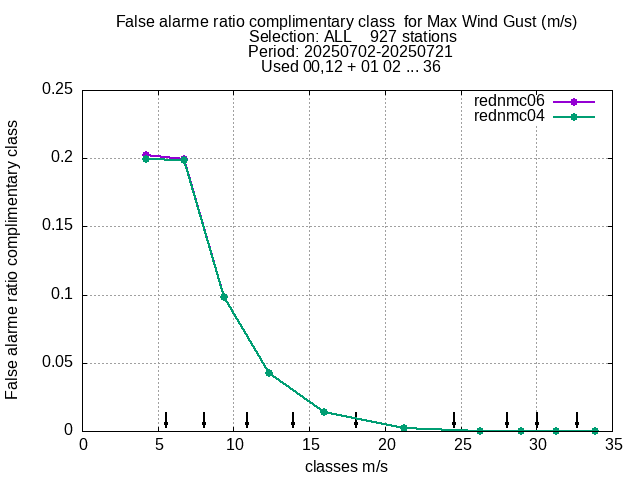 False alarme ratio complimentary class  for Max Wind Gust (m/s)
Selection: ALL    927 stations
Period: 20250702-20250721
Used 00,12 + 01 02 ... 36
rednmc06
rednmc04
False alarme ratio complimentary class
0.25
0.2
0.15
0.1
0.05
0
0 5 10 15 20 25 30 35
classes m/s